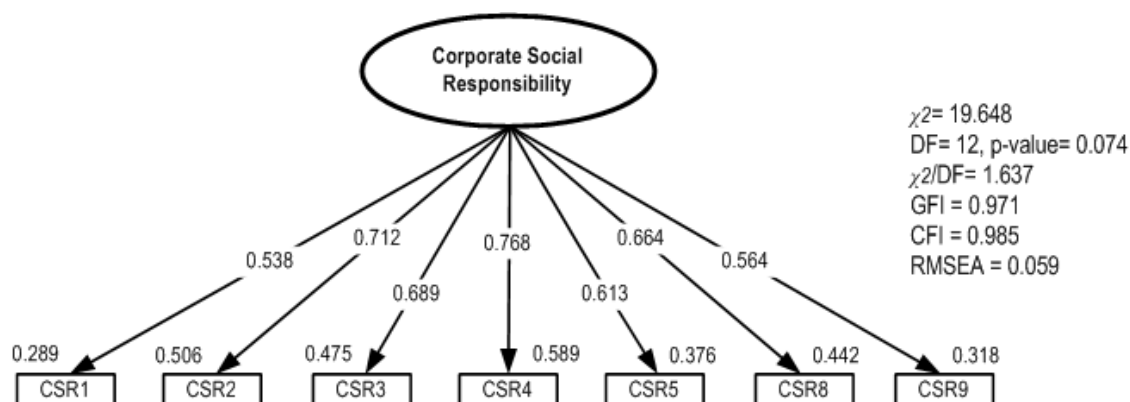 Corporate Social
Responsibility
χ2= 19.648
DF= 12, p-value= 0.074
χ2/DF= 1.637
GFI = 0.971
CFI = 0.985
RMSEA = 0.059
0.538
0.712
0.689
0.768
0.613
0.664
0.564
0.289
0.506
0.475
0.589
0.376
0.442
0.318
CSR1
CSR2
CSR3
CSR4
CSR5
CSR8
CSR9